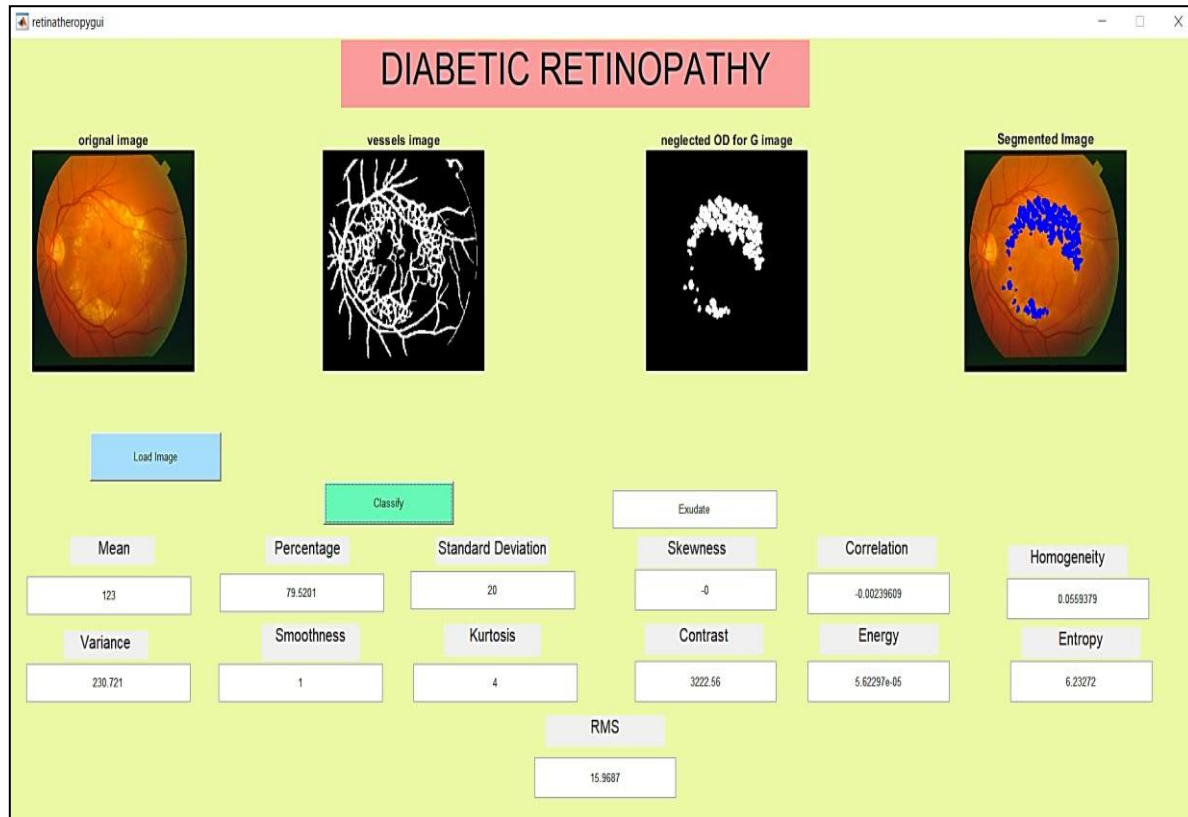 retinatheropygui
DIABETIC RETINOPATHY
orignal image
vessels image
neglected OD for G image
Segmented Image
Load Image
Classify
Exudate
Mean
Percentage
Standard Deviation
Skewness
Correlation
Homogeneity
123
79.5201
20
-0
-0.00239609
0.0559379
Variance
Smoothness
Kurtosis
Contrast
Energy
Entropy
230.721
1
4
3222.56
5.62297e-05
6.23272
RMS
15.9687